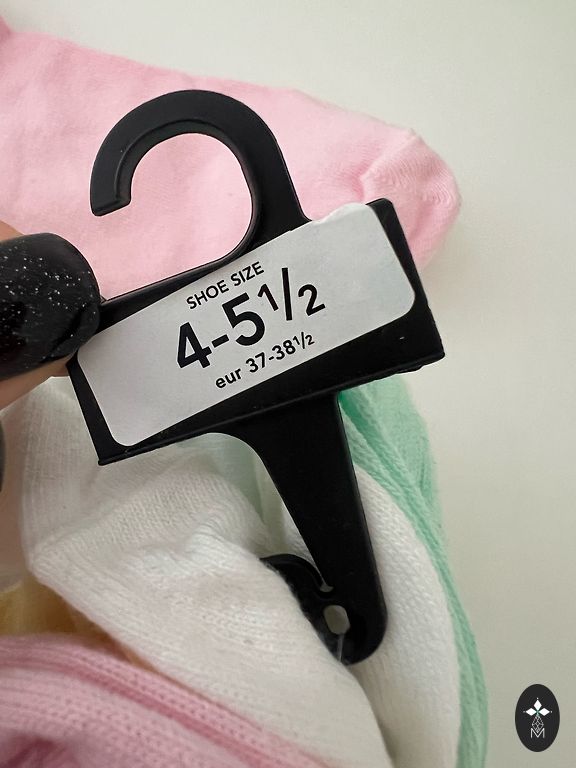 SHOE SIZE
4-5½
eur 37-38½
M